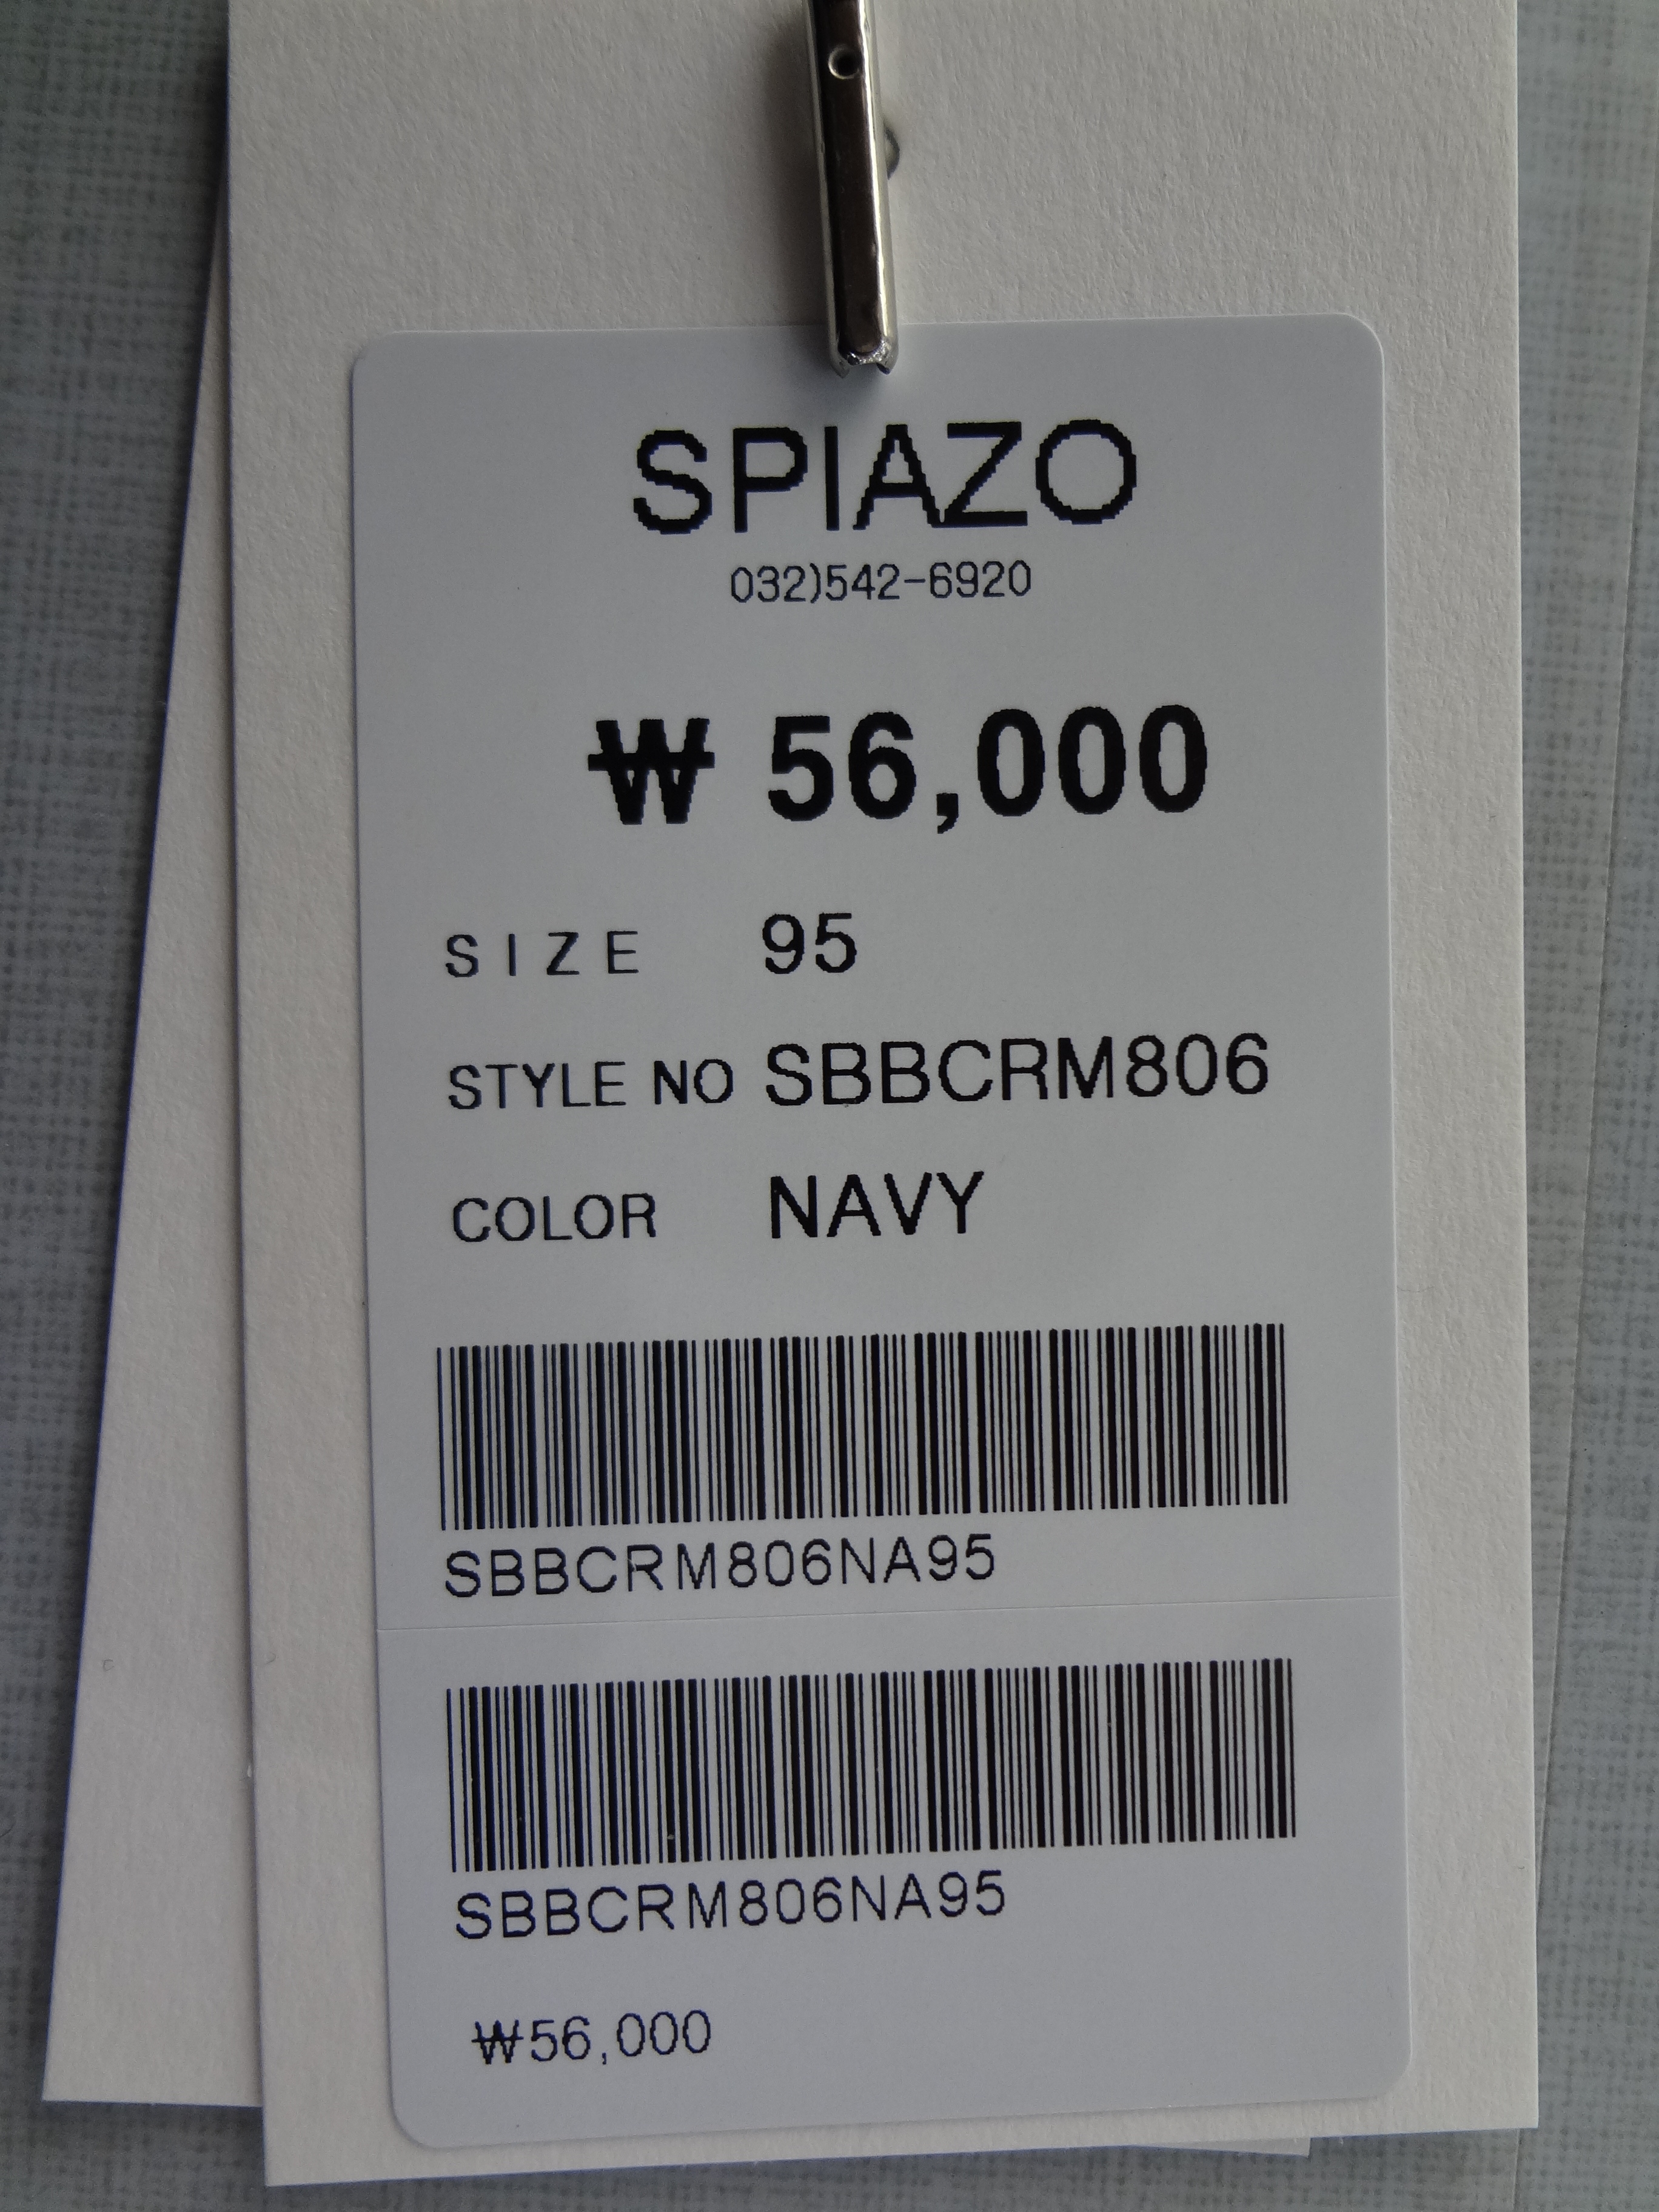 SPIAZO
032)542-6920
₩ 56,000
SIZE 95
STYLE NO SBBCRM806
COLOR NAVY
SBBCRM806NA95
SBBCRM806NA95
₩56,000